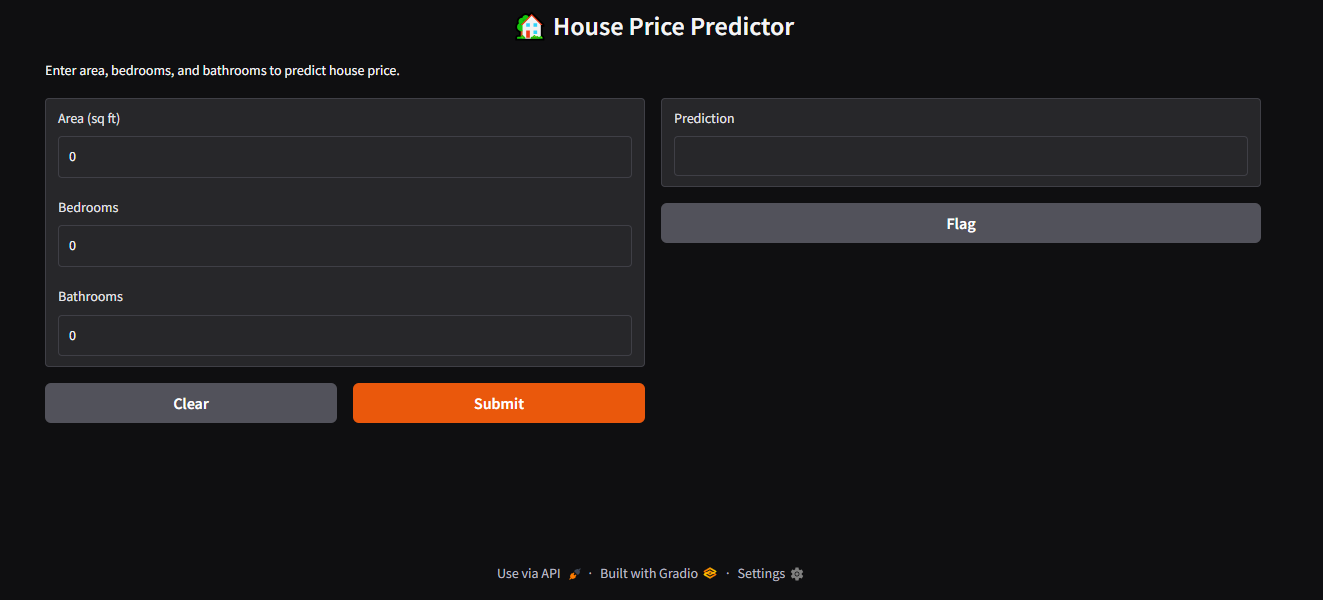 🏡 House Price Predictor
Enter area, bedrooms, and bathrooms to predict house price.
Area (sq ft)
0
Bedrooms
0
Bathrooms
0
Clear
Submit
Prediction
Flag
Use via API · Built with Gradio · Settings